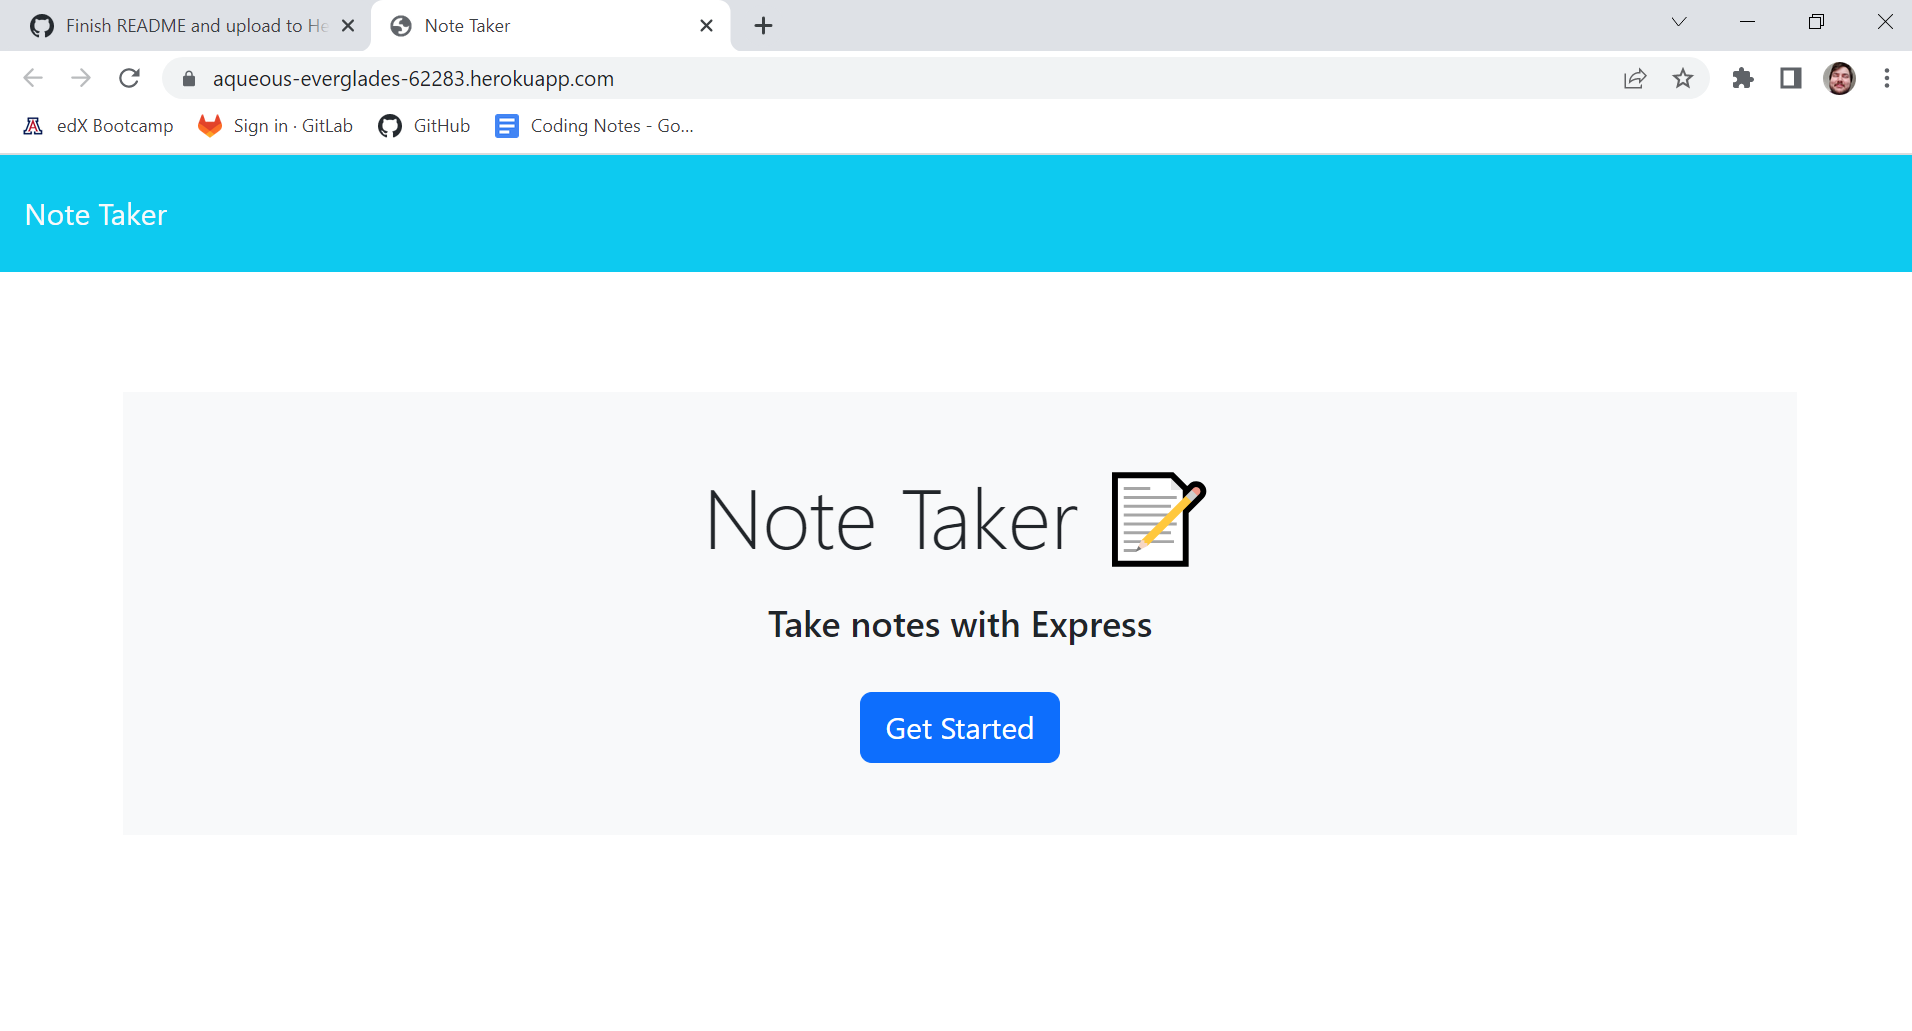 Finish README and upload to He
Note Taker
aqueous-everglades-62283.herokuapp.com
edX Bootcamp
Sign in · GitLab
GitHub
Coding Notes - Go...
Note Taker
Note Taker
Take notes with Express
Get Started